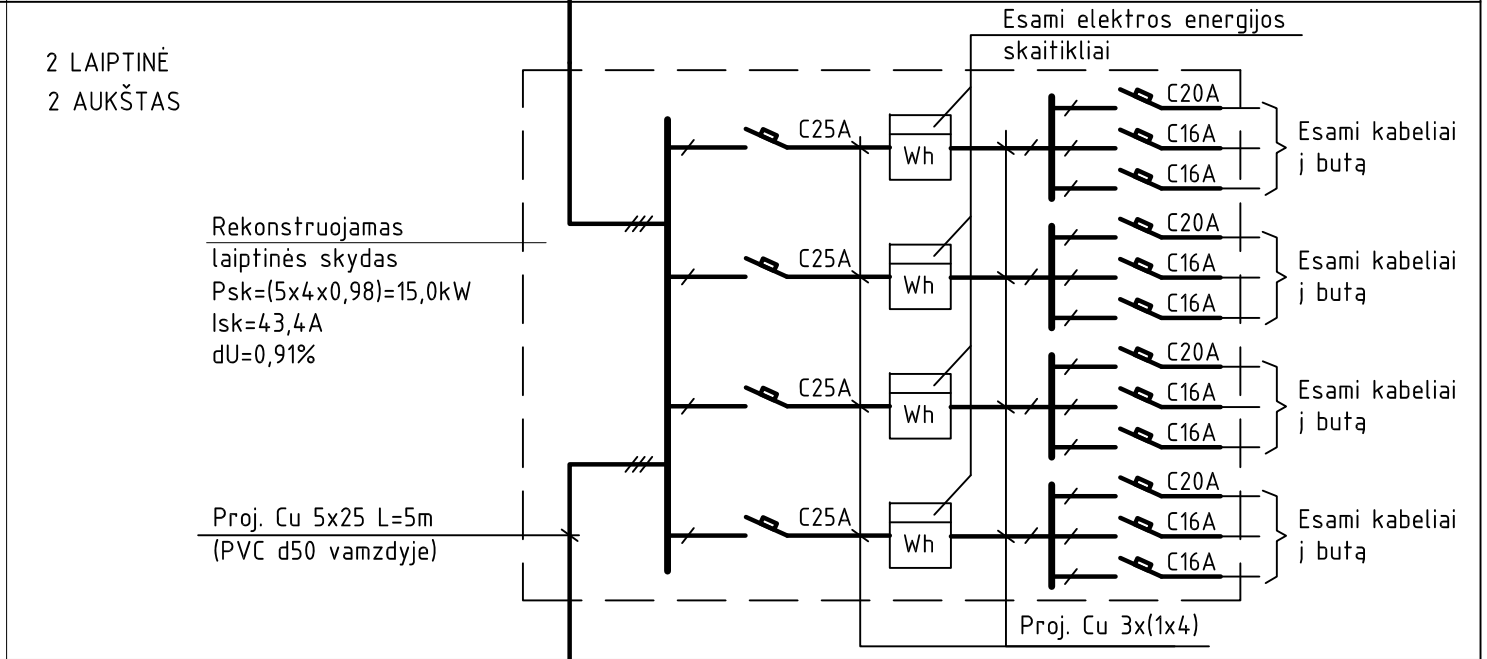 Esami elektros energijos
skaitikliai
2 LAIPTINĖ
2 AUKŠTAS
C25A
Wh
C20A
C16A
C16A
Esami kabeliai
į butą
Rekonstruojamas
laiptinės skydas
Psk=(5x4x0,98)=15,0kW
Isk=43,4A
dU=0,91%
C25A
Wh
C20A
C16A
C16A
Esami kabeliai
į butą
C25A
Wh
C20A
C16A
C16A
Esami kabeliai
į butą
Proj. Cu 5x25 L=5m
(PVC d50 vamzdyje)
C25A
Wh
C20A
C16A
C16A
Esami kabeliai
į butą
Proj. Cu 3x(1x4)